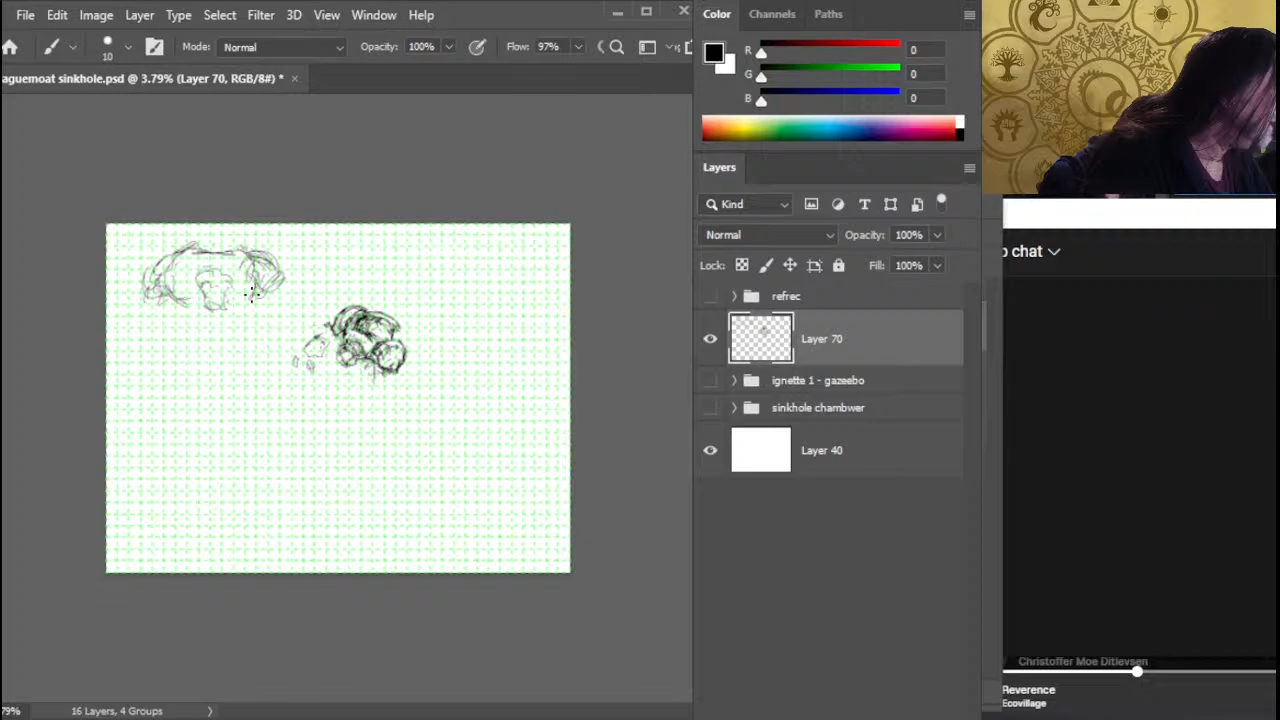 File Edit Image Layer Type Select Filter 3D View Window Help
10 Mode: Normal Opacity: 100% Flow: 97%
aguemoat sinkhole.psd @ 3.79% (Layer 70, RGB/8#) * ×
Color Channels Paths
R 0
G 0
B 0
Layers
Kind
Normal Opacity: 100%
Lock: Fill: 100%
refrec
Layer 70
ignette 1 - gazeebo
sinkhole chambwer
Layer 40
79% 16 Layers, 4 Groups
p chat
Christoffer Moe Ditlevsen
Reverence
Ecovillage